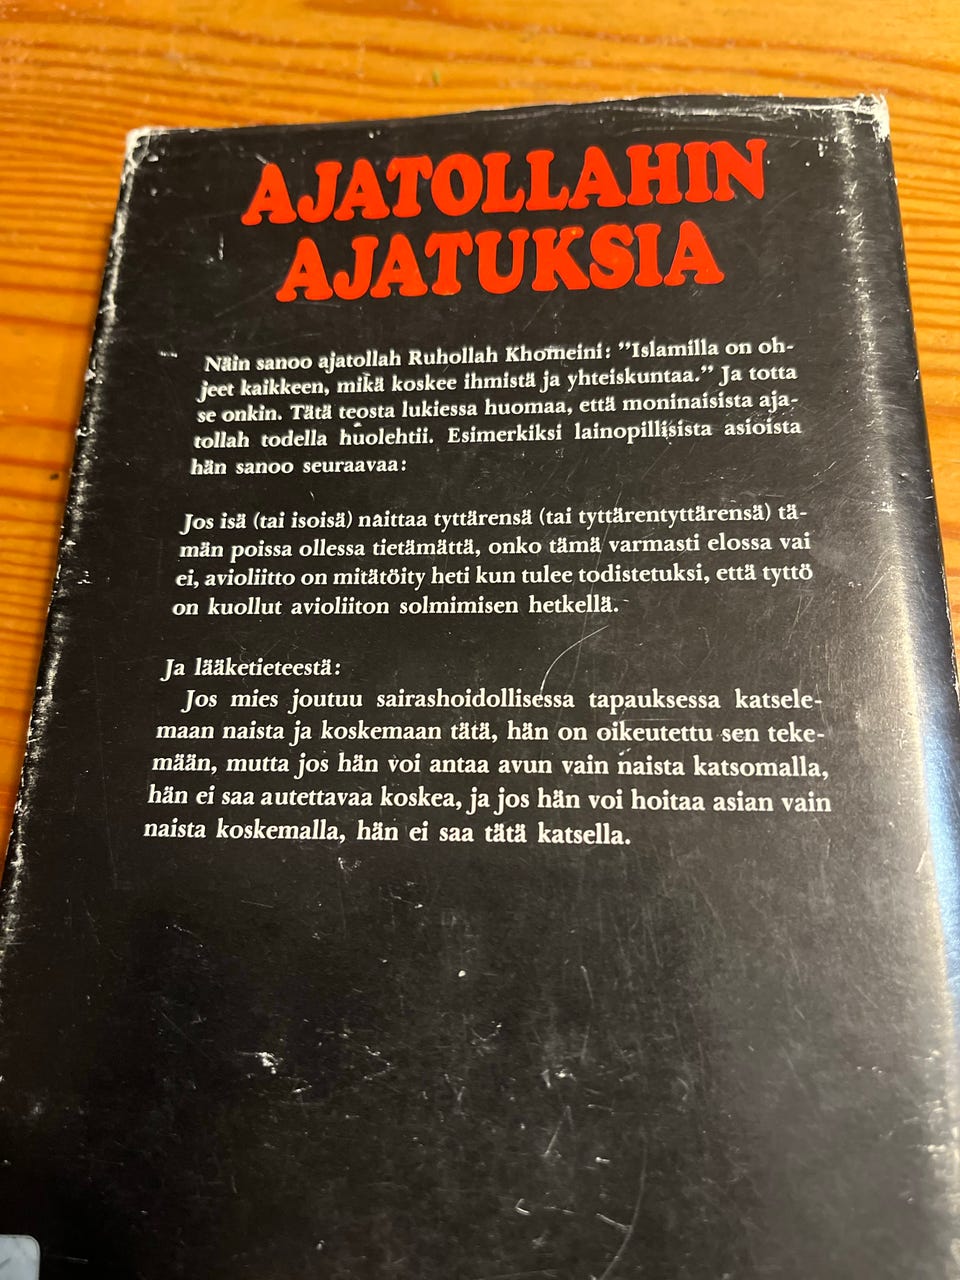 AJATOLLAHIN
AJATUKSIA
Näin sanoo ajatollah Ruhollah Khomeini: ”Islamilla on oh-
jeet kaikkeen, mikä koskee ihmistä ja yhteiskuntaa.” Ja totta
se onkin. Tätä teosta lukiessa huomaa, että moninaisista aja-
tollah todella huolehtii. Esimerkiksi lainopillisista asioista
hän sanoo seuraavaa:
Jos isä (tai isoisä) naittaa tyttärensä (tai tyttärentyttärensä) tä-
män poissa ollessa tietämättä, onko tämä varmasti elossa vai
ei, avioliitto on mitätöity heti kun tulee todistetuksi, että tyttö
on kuollut avioliiton solmimisen hetkellä.
Ja lääketieteestä:
Jos mies joutuu sairashoidollisessa tapauksessa katsele-
maan naista ja koskemaan tätä, hän on oikeutettu sen teke-
mään, mutta jos hän voi antaa avun vain naista katsomalla,
hän ei saa autettavaa koskea, ja jos hän voi hoitaa asian vain
naista koskemalla, hän ei saa tätä katsella.